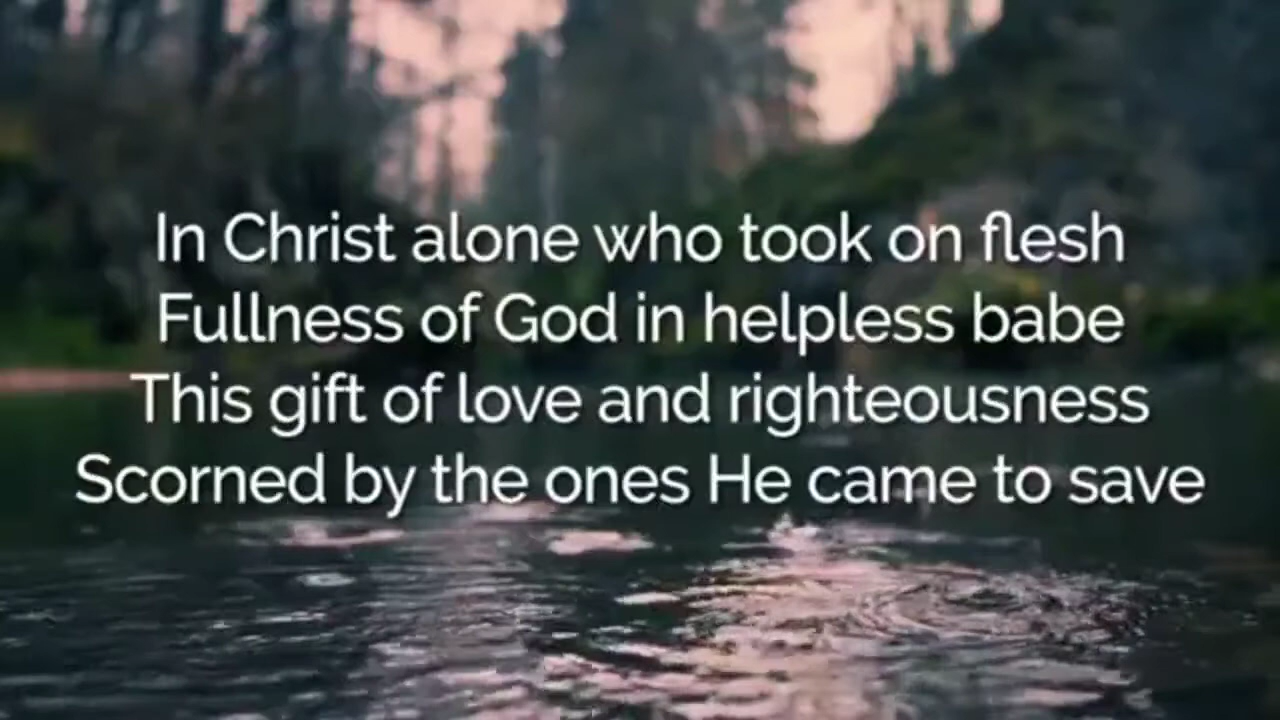 In Christ alone who took on flesh
Fullness of God in helpless babe
This gift of love and righteousness
Scorned by the ones He came to save